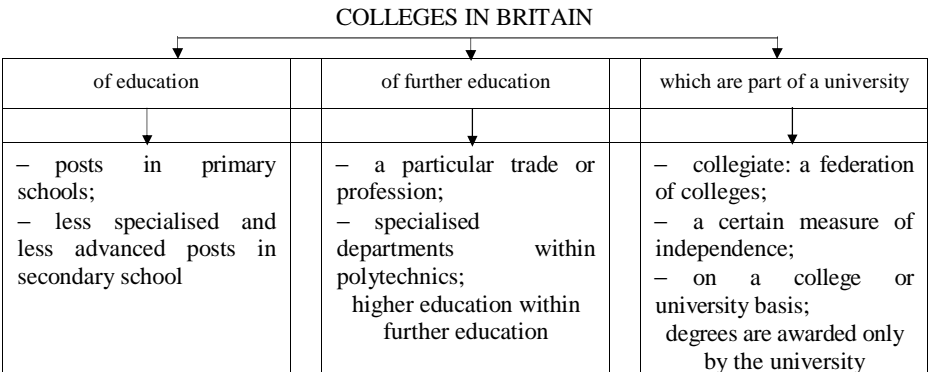 COLLEGES IN BRITAIN
of education
of further education
which are part of a university
– posts in primary
schools;
– less specialised and
less advanced posts in
secondary school
– a particular trade or
profession;
– specialised
departments within
polytechnics;
higher education within
further education
– collegiate: a federation
of colleges;
– a certain measure of
independence;
– on a college or
university basis;
degrees are awarded only
by the university